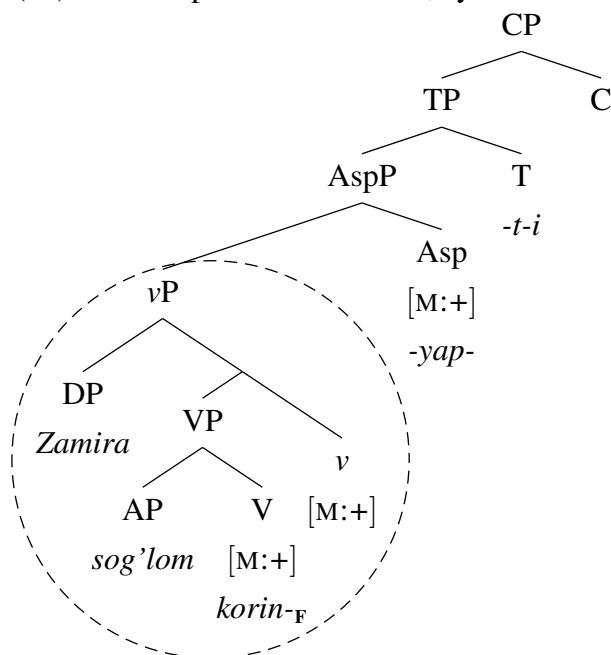 CP
TP C
AspP T
-t-i
Asp
vP [M:+]
-yap-
DP VP
Zamira v
AP V [M:+]
sog'lom [M:+]
korin-F